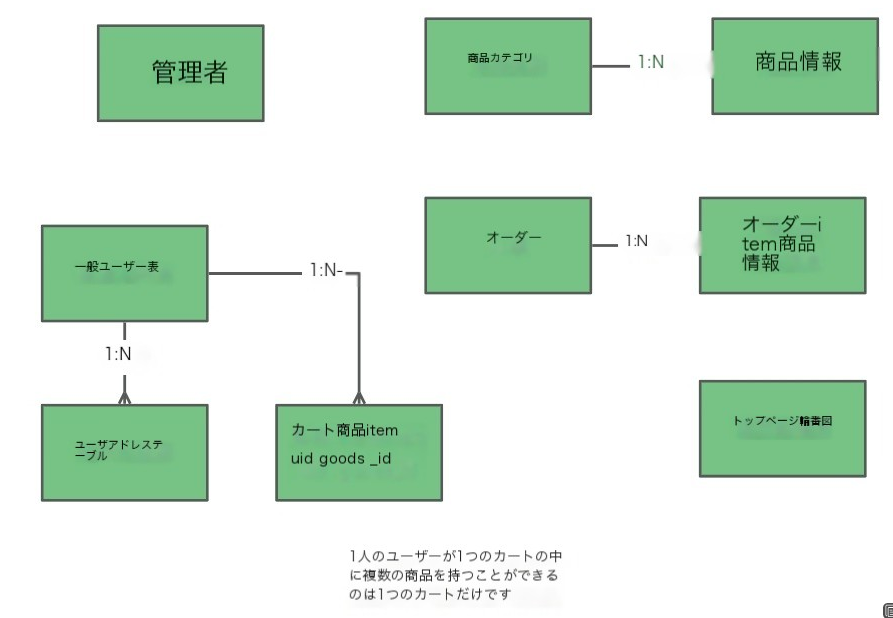 管理者
商品カテゴリ
1:N
商品情報
オーダー
1:N
オーダーi
tem商品
情報
一般ユーザー表
1:N-
1:N
ユーザアドレステ
ーブル
カート商品item
uid goods _id
トップページ輪番図
1人のユーザーが1つのカートの中
に複数の商品を持つことができる
のは1つのカートだけです